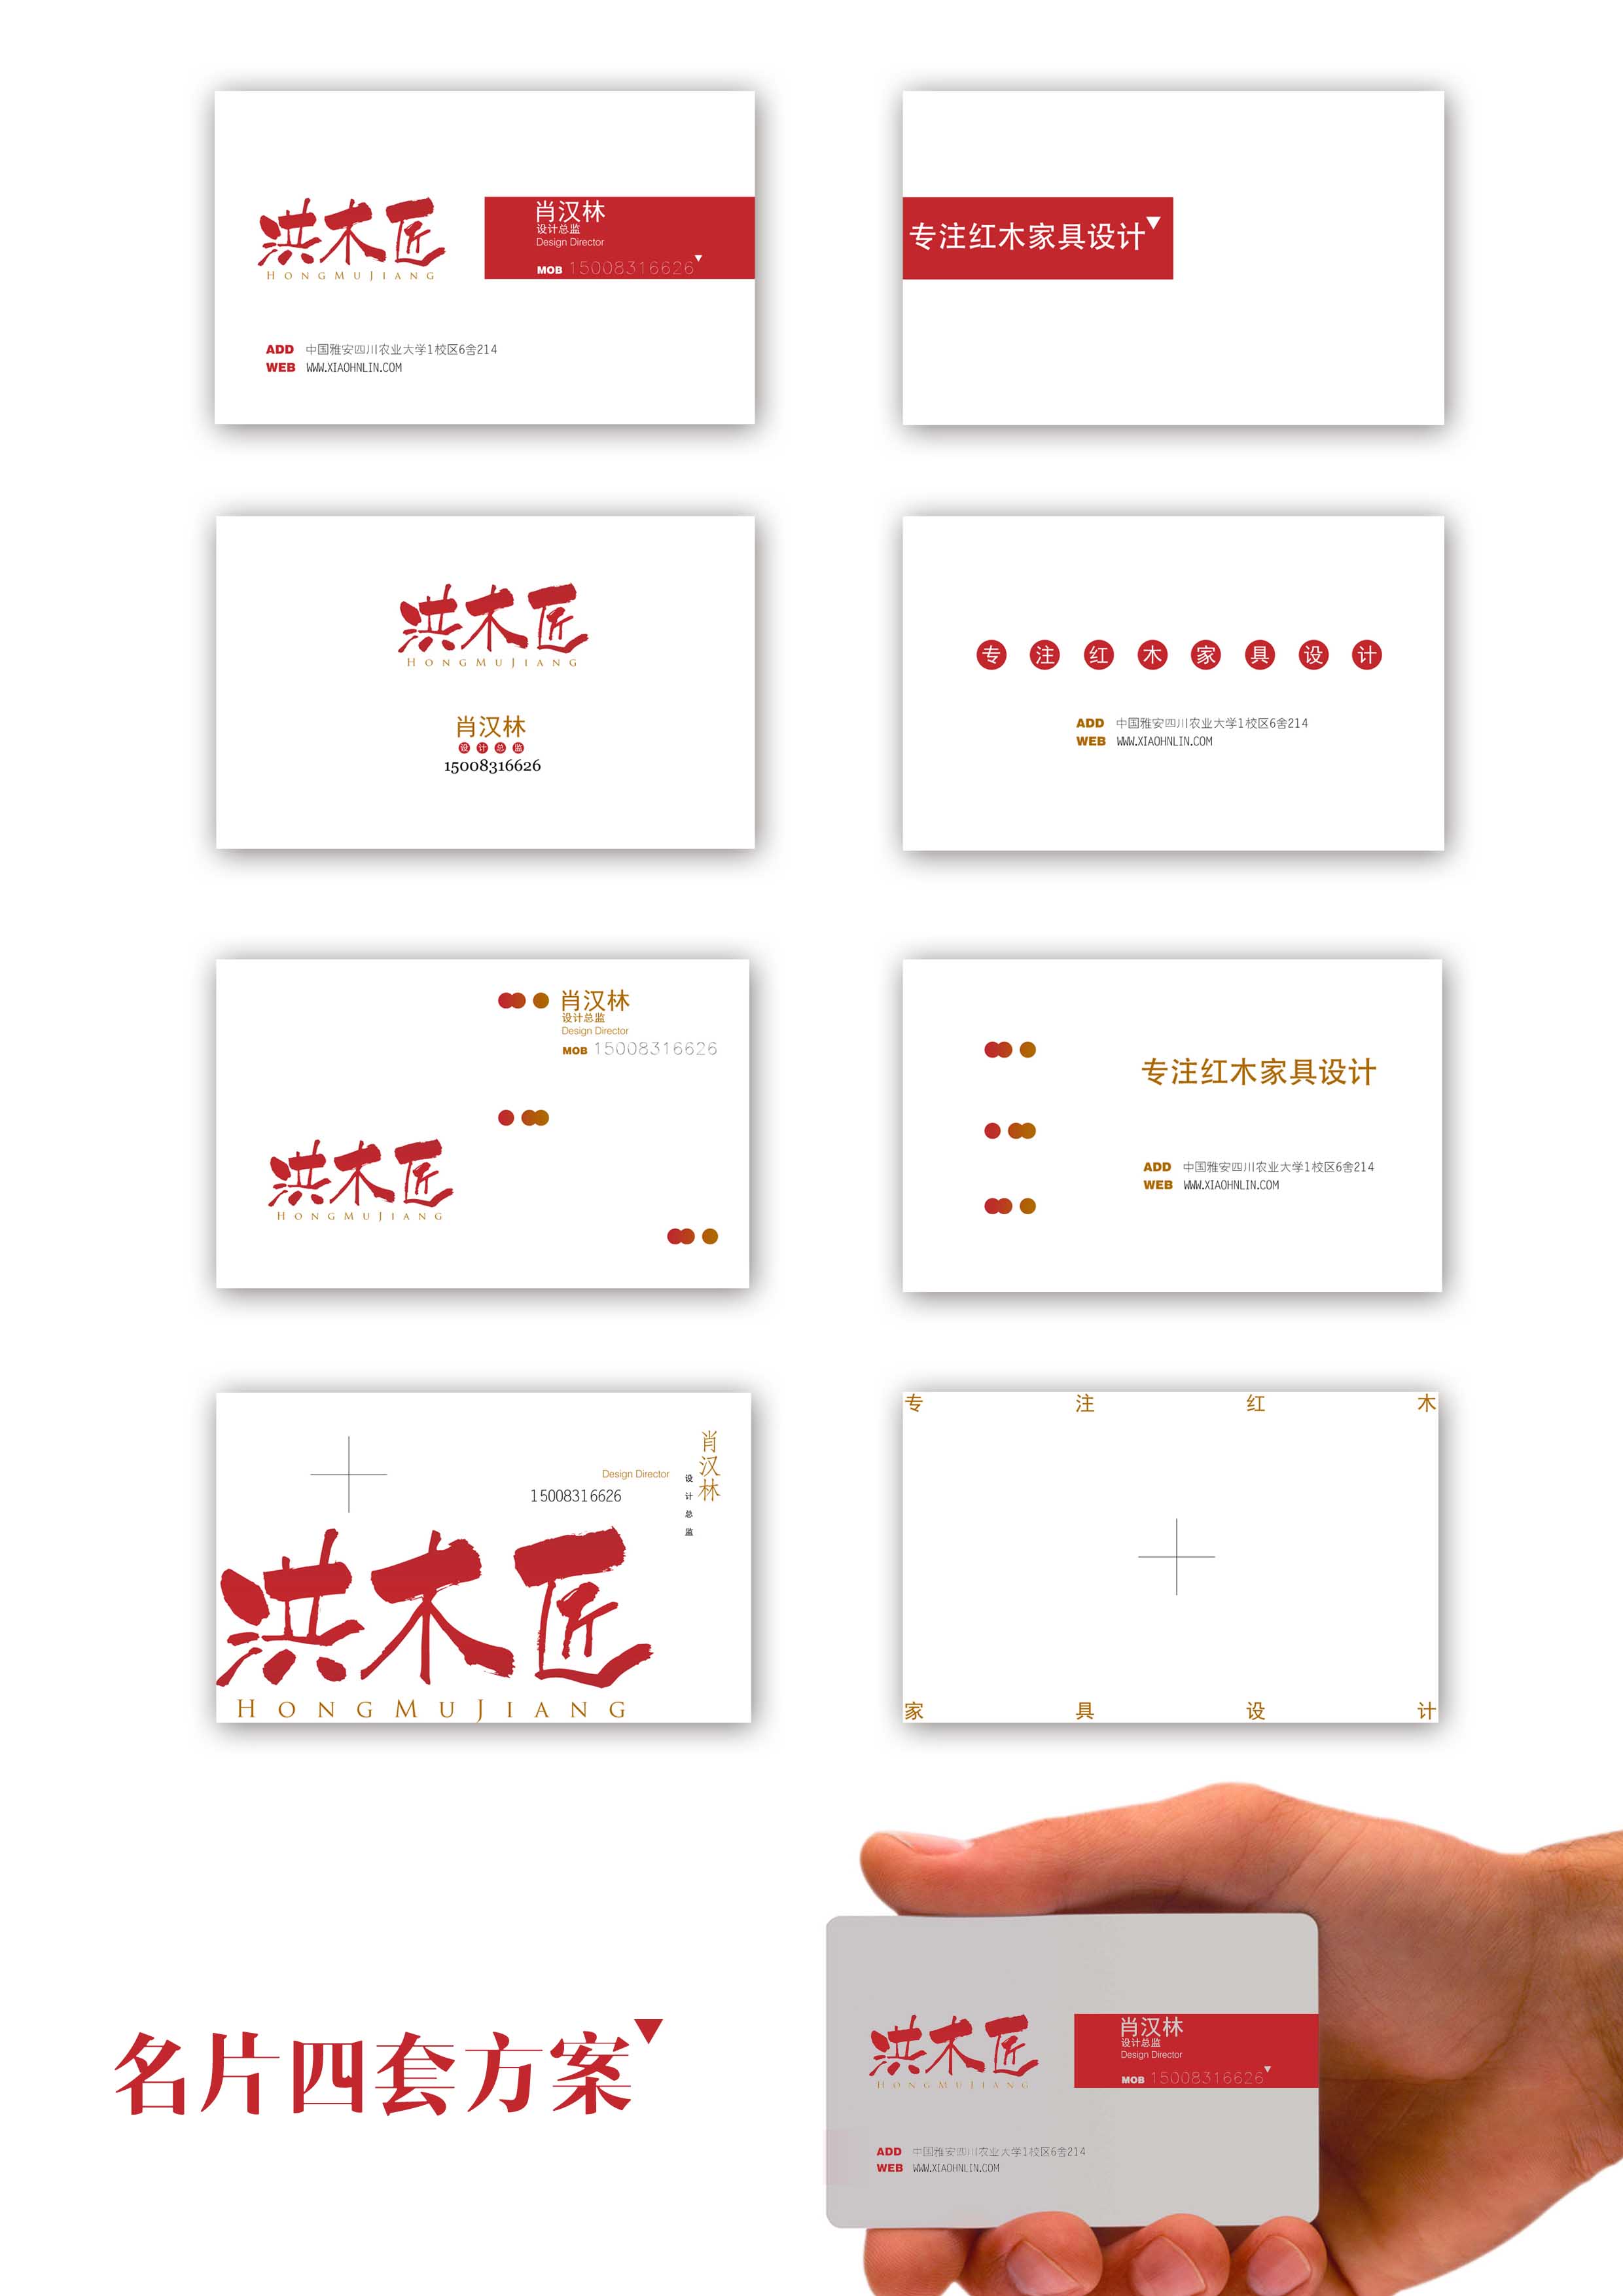 洪木匠
HONGMUJIANG
肖汉林
设计总监
Design Director
MOB 15008316626
ADD 中国雅安四川农业大学1校区6舍214
WEB WWW.XIAOHNLIN.COM
专注红木家具设计
洪木匠
HONGMUJIANG
肖汉林
设计总监
15008316626
专注红木家具设计
ADD 中国雅安四川农业大学1校区6舍214
WEB WWW.XIAOHNLIN.COM
肖汉林
设计总监
Design Director
MOB 15008316626
洪木匠
HONGMUJIANG
专注红木家具设计
ADD 中国雅安四川农业大学1校区6舍214
WEB WWW.XIAOHNLIN.COM
肖汉林
设计总监
Design Director
15008316626
洪木匠
HONGMUJIANG
专注红木
家具设计
名片四套方案
洪木匠
HONGMUJIANG
肖汉林
设计总监
Design Director
MOB 15008316626
ADD 中国雅安四川农业大学1校区6舍214
WEB WWW.XIAOHNLIN.COM